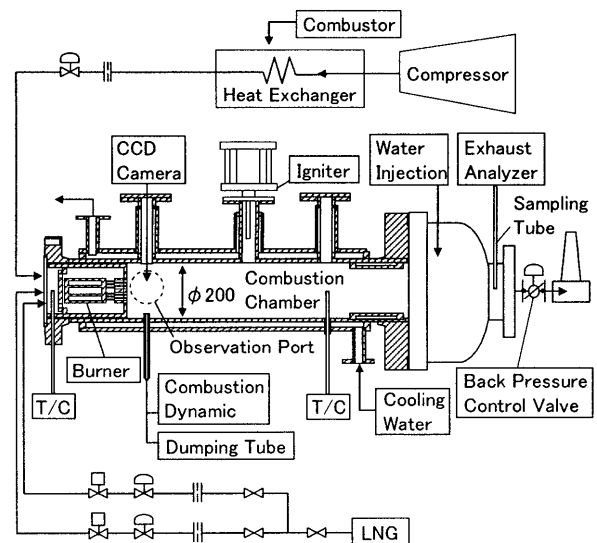 Combustor
Compressor
Heat Exchanger
CCD
Camera
Igniter
Water
Injection
Exhaust
Analyzer
Sampling
Tube
Combustion
Chamber
φ200
Observation Port
Burner
T/C
Combustion
Dynamic
Dumping Tube
T/C
Cooling
Water
Back Pressure
Control Valve
LNG